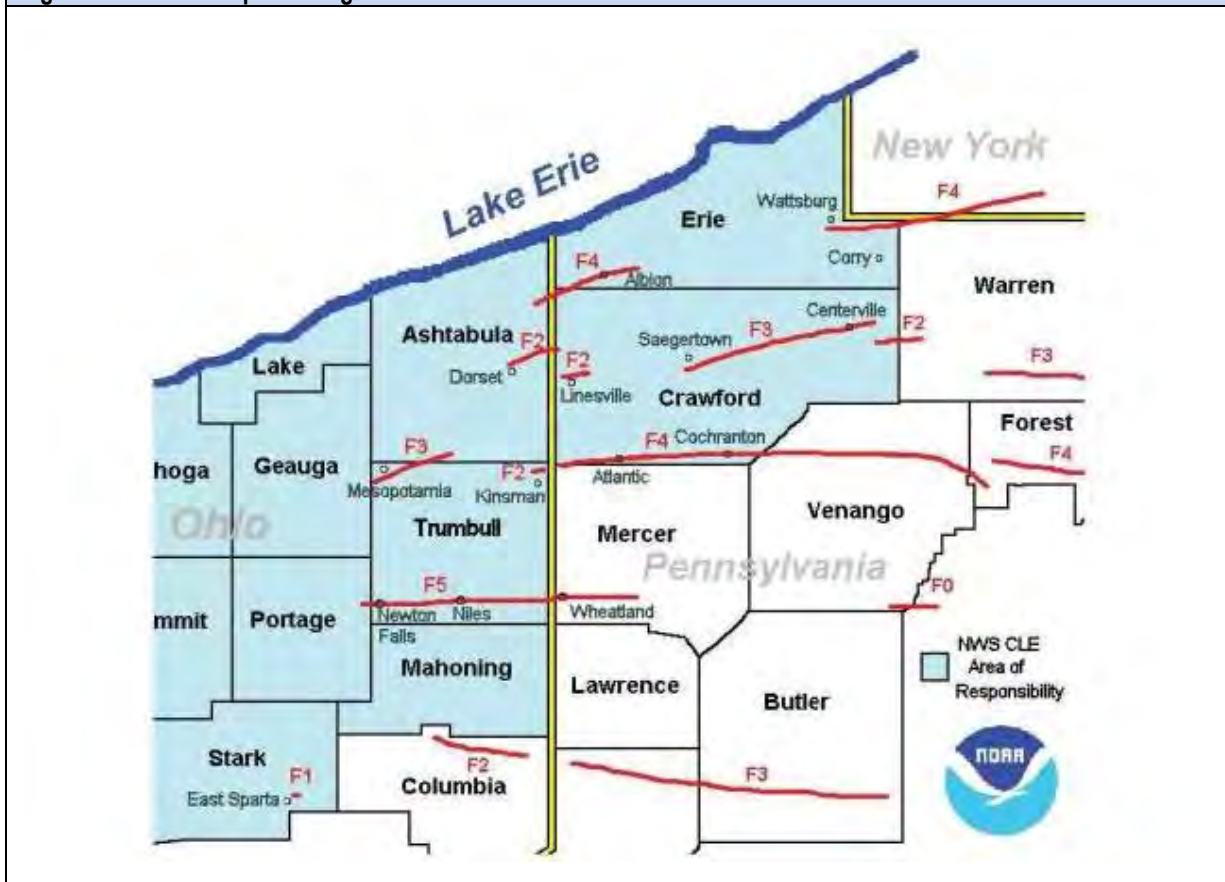 New York
Lake Erie
F4
Wattsburg
Erie
Corry
F4
Albion
Warren
Centerville
Ashtabula
Saegertown
F3
F2
F2
F2
Lake
Dorset
Linesville
Crawford
F3
Forest
Cochranton
F4
F3
F4
hoga
Geauga
Mesopotamia
F2
Kinsman
Atlantic
Ohio
Trumbull
Mercer
Venango
Pennsylvania
F5
F0
mmit
Portage
Newton
Falls
Niles
Wheatland
NWS CLE
Area of
Responsibility
Mahoning
Lawrence
Butler
Stark
F1
East Sparta
F2
Columbia
F3
NOAA